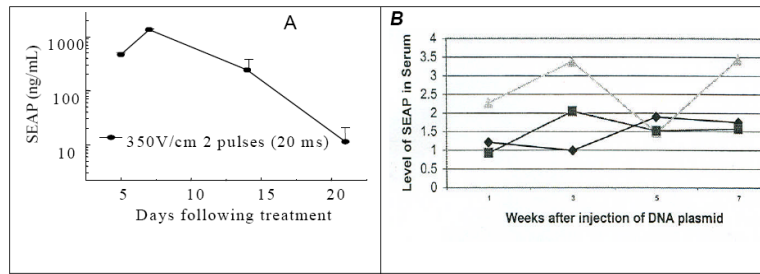 A
SEAP (ng/mL)
1000
100
10
350V/cm 2 pulses (20 ms)
5
10
15
20
Days following treatment
B
Level of SEAP in Serum
4
3.5
3
2.5
2
1.5
1
0.5
0
1
3
5
7
Weeks after injection of DNA plasmid